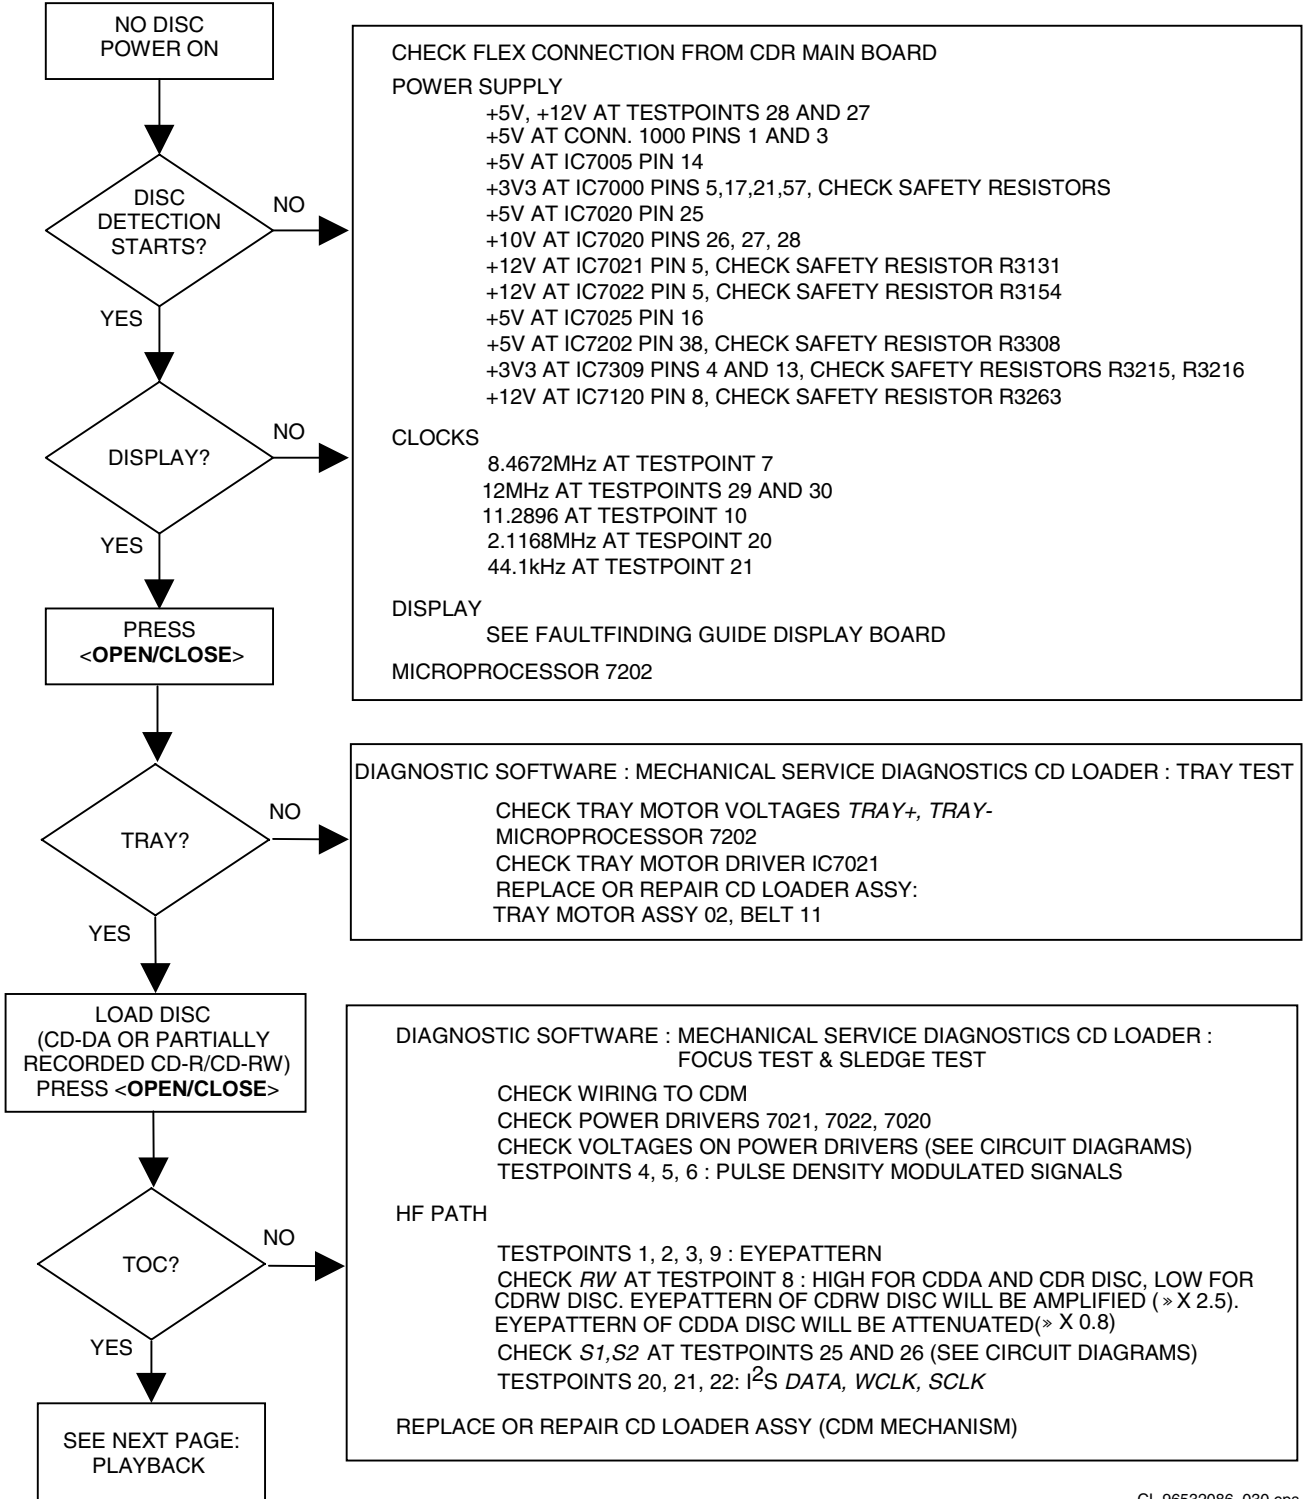 NO DISC
POWER ON
DISC
DETECTION
STARTS?
NO
YES
DISPLAY?
NO
YES
PRESS
<OPEN/CLOSE>
TRAY?
NO
YES
LOAD DISC
(CD-DA OR PARTIALLY
RECORDED CD-R/CD-RW)
PRESS <OPEN/CLOSE>
TOC?
NO
YES
SEE NEXT PAGE:
PLAYBACK
CHECK FLEX CONNECTION FROM CDR MAIN BOARD
POWER SUPPLY
+5V, +12V AT TESTPOINTS 28 AND 27
+5V AT CONN. 1000 PINS 1 AND 3
+5V AT IC7005 PIN 14
+3V3 AT IC7000 PINS 5,17,21,57, CHECK SAFETY RESISTORS
+5V AT IC7020 PIN 25
+10V AT IC7020 PINS 26, 27, 28
+12V AT IC7021 PIN 5, CHECK SAFETY RESISTOR R3131
+12V AT IC7022 PIN 5, CHECK SAFETY RESISTOR R3154
+5V AT IC7025 PIN 16
+5V AT IC7202 PIN 38, CHECK SAFETY RESISTOR R3308
+3V3 AT IC7309 PINS 4 AND 13, CHECK SAFETY RESISTORS R3215, R3216
+12V AT IC7120 PIN 8, CHECK SAFETY RESISTOR R3263
CLOCKS
8.4672MHz AT TESTPOINT 7
12MHz AT TESTPOINTS 29 AND 30
11.2896 AT TESTPOINT 10
2.1168MHz AT TESPOINT 20
44.1kHz AT TESTPOINT 21
DISPLAY
SEE FAULTFINDING GUIDE DISPLAY BOARD
MICROPROCESSOR 7202
DIAGNOSTIC SOFTWARE : MECHANICAL SERVICE DIAGNOSTICS CD LOADER : TRAY TEST
CHECK TRAY MOTOR VOLTAGES TRAY+, TRAY-
MICROPROCESSOR 7202
CHECK TRAY MOTOR DRIVER IC7021
REPLACE OR REPAIR CD LOADER ASSY:
TRAY MOTOR ASSY 02, BELT 11
DIAGNOSTIC SOFTWARE : MECHANICAL SERVICE DIAGNOSTICS CD LOADER :
FOCUS TEST & SLEDGE TEST
CHECK WIRING TO CDM
CHECK POWER DRIVERS 7021, 7022, 7020
CHECK VOLTAGES ON POWER DRIVERS (SEE CIRCUIT DIAGRAMS)
TESTPOINTS 4, 5, 6 : PULSE DENSITY MODULATED SIGNALS
HF PATH
TESTPOINTS 1, 2, 3, 9 : EYEPATTERN
CHECK RW AT TESTPOINT 8 : HIGH FOR CDDA AND CDR DISC, LOW FOR
CDRW DISC. EYEPATTERN OF CDRW DISC WILL BE AMPLIFIED ( » X 2.5).
EYEPATTERN OF CDDA DISC WILL BE ATTENUATED(» X 0.8)
CHECK S1,S2 AT TESTPOINTS 25 AND 26 (SEE CIRCUIT DIAGRAMS)
TESTPOINTS 20, 21, 22: I²S DATA, WCLK, SCLK
REPLACE OR REPAIR CD LOADER ASSY (CDM MECHANISM)